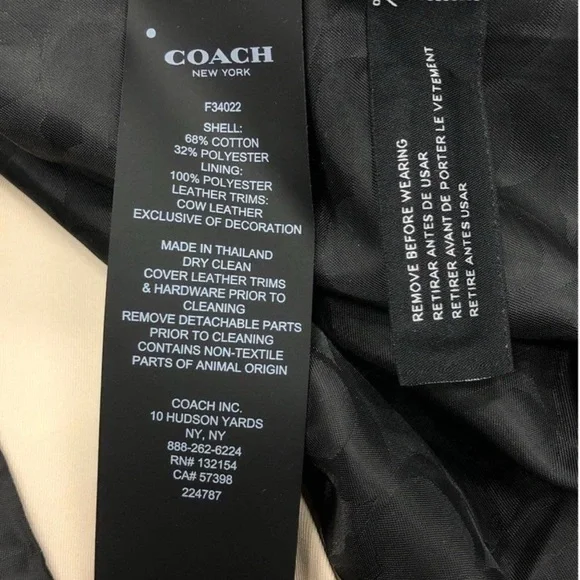 COACH
NEW YORK
F34022
SHELL:
68% COTTON
32% POLYESTER
LINING:
100% POLYESTER
LEATHER TRIMS:
COW LEATHER
EXCLUSIVE OF DECORATION
MADE IN THAILAND
DRY CLEAN
COVER LEATHER TRIMS
& HARDWARE PRIOR TO
CLEANING
REMOVE DETACHABLE PARTS
PRIOR TO CLEANING
CONTAINS NON-TEXTILE
PARTS OF ANIMAL ORIGIN
COACH INC.
10 HUDSON YARDS
NY, NY
888-262-6224
RN# 132154
CA# 57398
224787
REMOVE BEFORE WEARING
RETIRAR ANTES DE USAR
RETIRER AVANT DE PORTER LE VETEMENT
RETIRE ANTES USAR